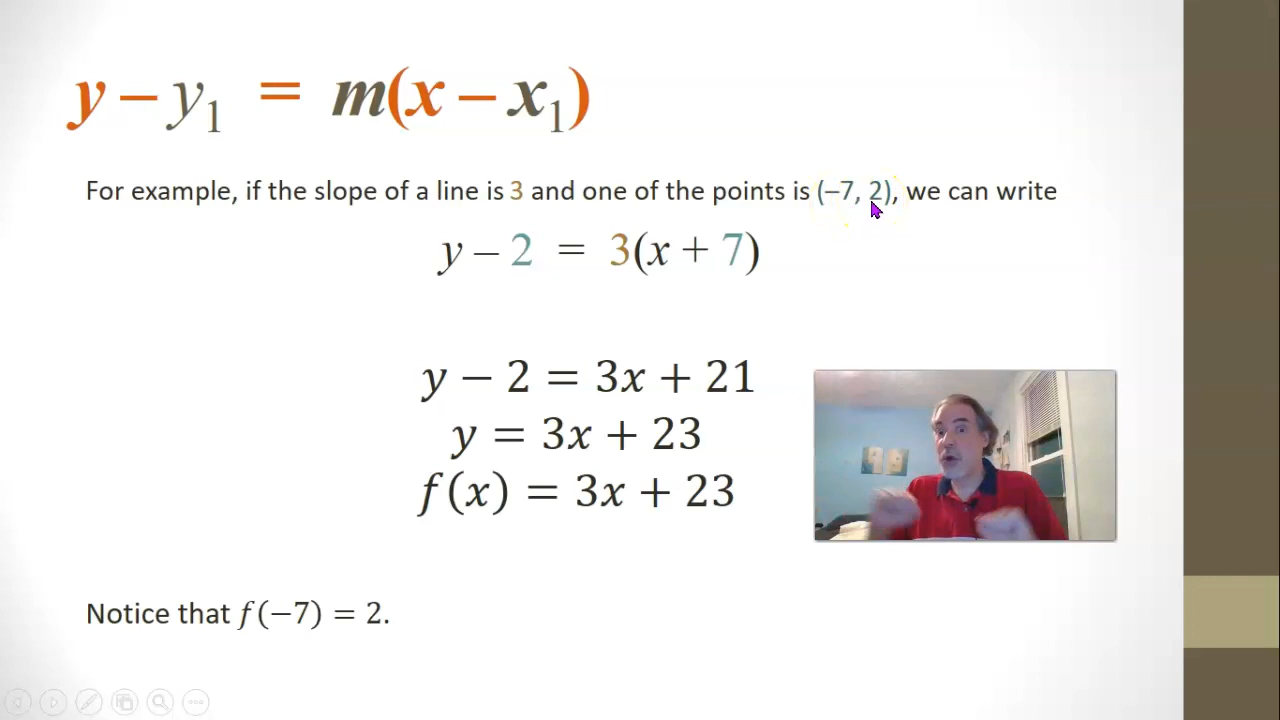 y – y₁ = m(x – x₁)
For example, if the slope of a line is 3 and one of the points is (–7, 2), we can write
y – 2 = 3(x + 7)
y − 2 = 3x + 21
y = 3x + 23
f(x) = 3x + 23
Notice that f(−7) = 2.